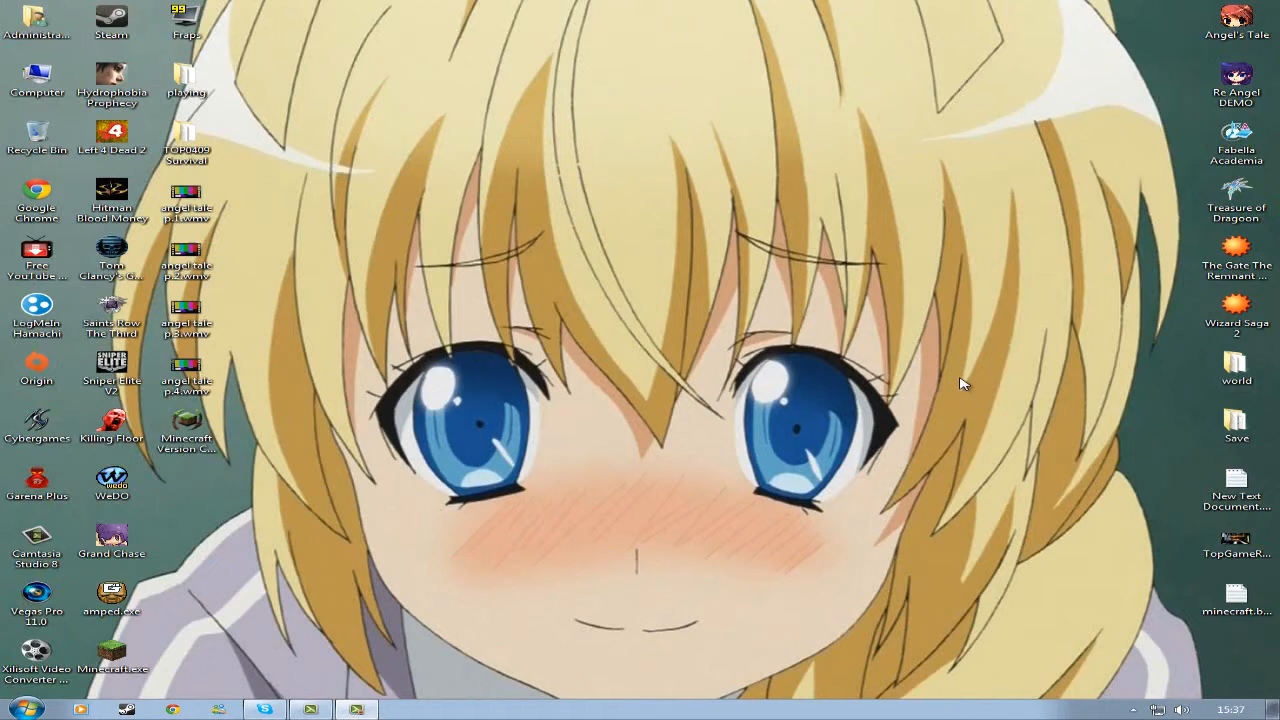 Administra...
Computer
Recycle Bin
Google
Chrome
Free
YouTube ...
LogMeIn
Hamachi
Origin
Cybergames
Garena Plus
Camtasia
Studio 8
Vegas Pro
11.0
Xilisoft Video
Converter ...
Steam
Hydrophobia
Prophecy
4
Left 4 Dead 2
Hitman
Blood Money
Tom
Clancy's G...
Saints Row
The Third
SNIPER
ELITE
Sniper Elite
V2
Killing Floor
wedo
WeDO
Grand Chase
amped.exe
Minecraft.exe
99
Fraps
playing
TOP0409
Survival
angel tale
p.1.wmv
angel tale
p.2.wmv
angel tale
p.3.wmv
angel tale
p.4.wmv
Minecraft
Version C...
Angel's Tale
Re Angel
DEMO
Fabella
Academia
Treasure of
Dragoon
The Gate The
Remnant ...
Wizard Saga
2
world
Save
New Text
Document....
TopGameR...
minecraft.b...
15:37